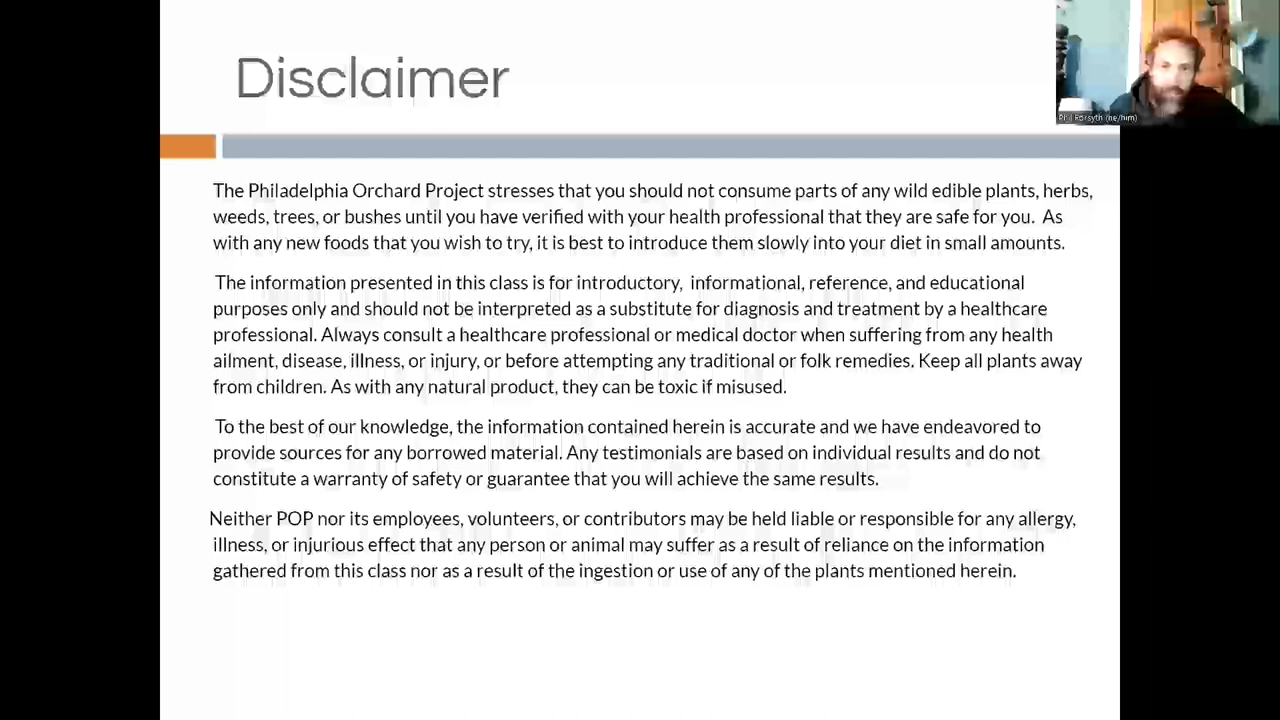 Disclaimer
Phil Forsyth (he/him)
The Philadelphia Orchard Project stresses that you should not consume parts of any wild edible plants, herbs,
weeds, trees, or bushes until you have verified with your health professional that they are safe for you. As
with any new foods that you wish to try, it is best to introduce them slowly into your diet in small amounts.
The information presented in this class is for introductory, informational, reference, and educational
purposes only and should not be interpreted as a substitute for diagnosis and treatment by a healthcare
professional. Always consult a healthcare professional or medical doctor when suffering from any health
ailment, disease, illness, or injury, or before attempting any traditional or folk remedies. Keep all plants away
from children. As with any natural product, they can be toxic if misused.
To the best of our knowledge, the information contained herein is accurate and we have endeavored to
provide sources for any borrowed material. Any testimonials are based on individual results and do not
constitute a warranty of safety or guarantee that you will achieve the same results.
Neither POP nor its employees, volunteers, or contributors may be held liable or responsible for any allergy,
illness, or injurious effect that any person or animal may suffer as a result of reliance on the information
gathered from this class nor as a result of the ingestion or use of any of the plants mentioned herein.